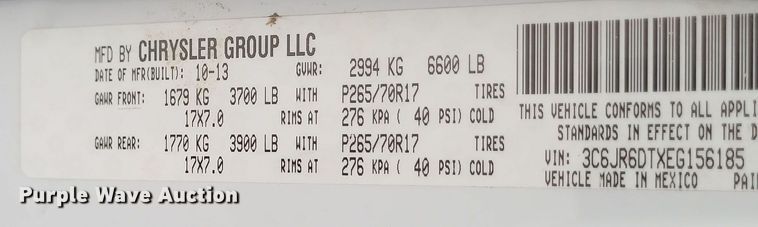 MFD BY CHRYSLER GROUP LLC
DATE OF MFR(BUILT): 10-13 GVWR: 2994 KG 6600 LB
GAWR FRONT: 1679 KG 3700 LB WITH P265/70R17 TIRES
17X7.0 RIMS AT 276 KPA ( 40 PSI) COLD
GAWR REAR: 1770 KG 3900 LB WITH P265/70R17 TIRES
17X7.0 RIMS AT 276 KPA ( 40 PSI) COLD
THIS VEHICLE CONFORMS TO ALL APPLI
STANDARDS IN EFFECT ON THE D
VIN: 3C6JR6DTXEG156185
VEHICLE MADE IN MEXICO PAI
Purple Wave Auction